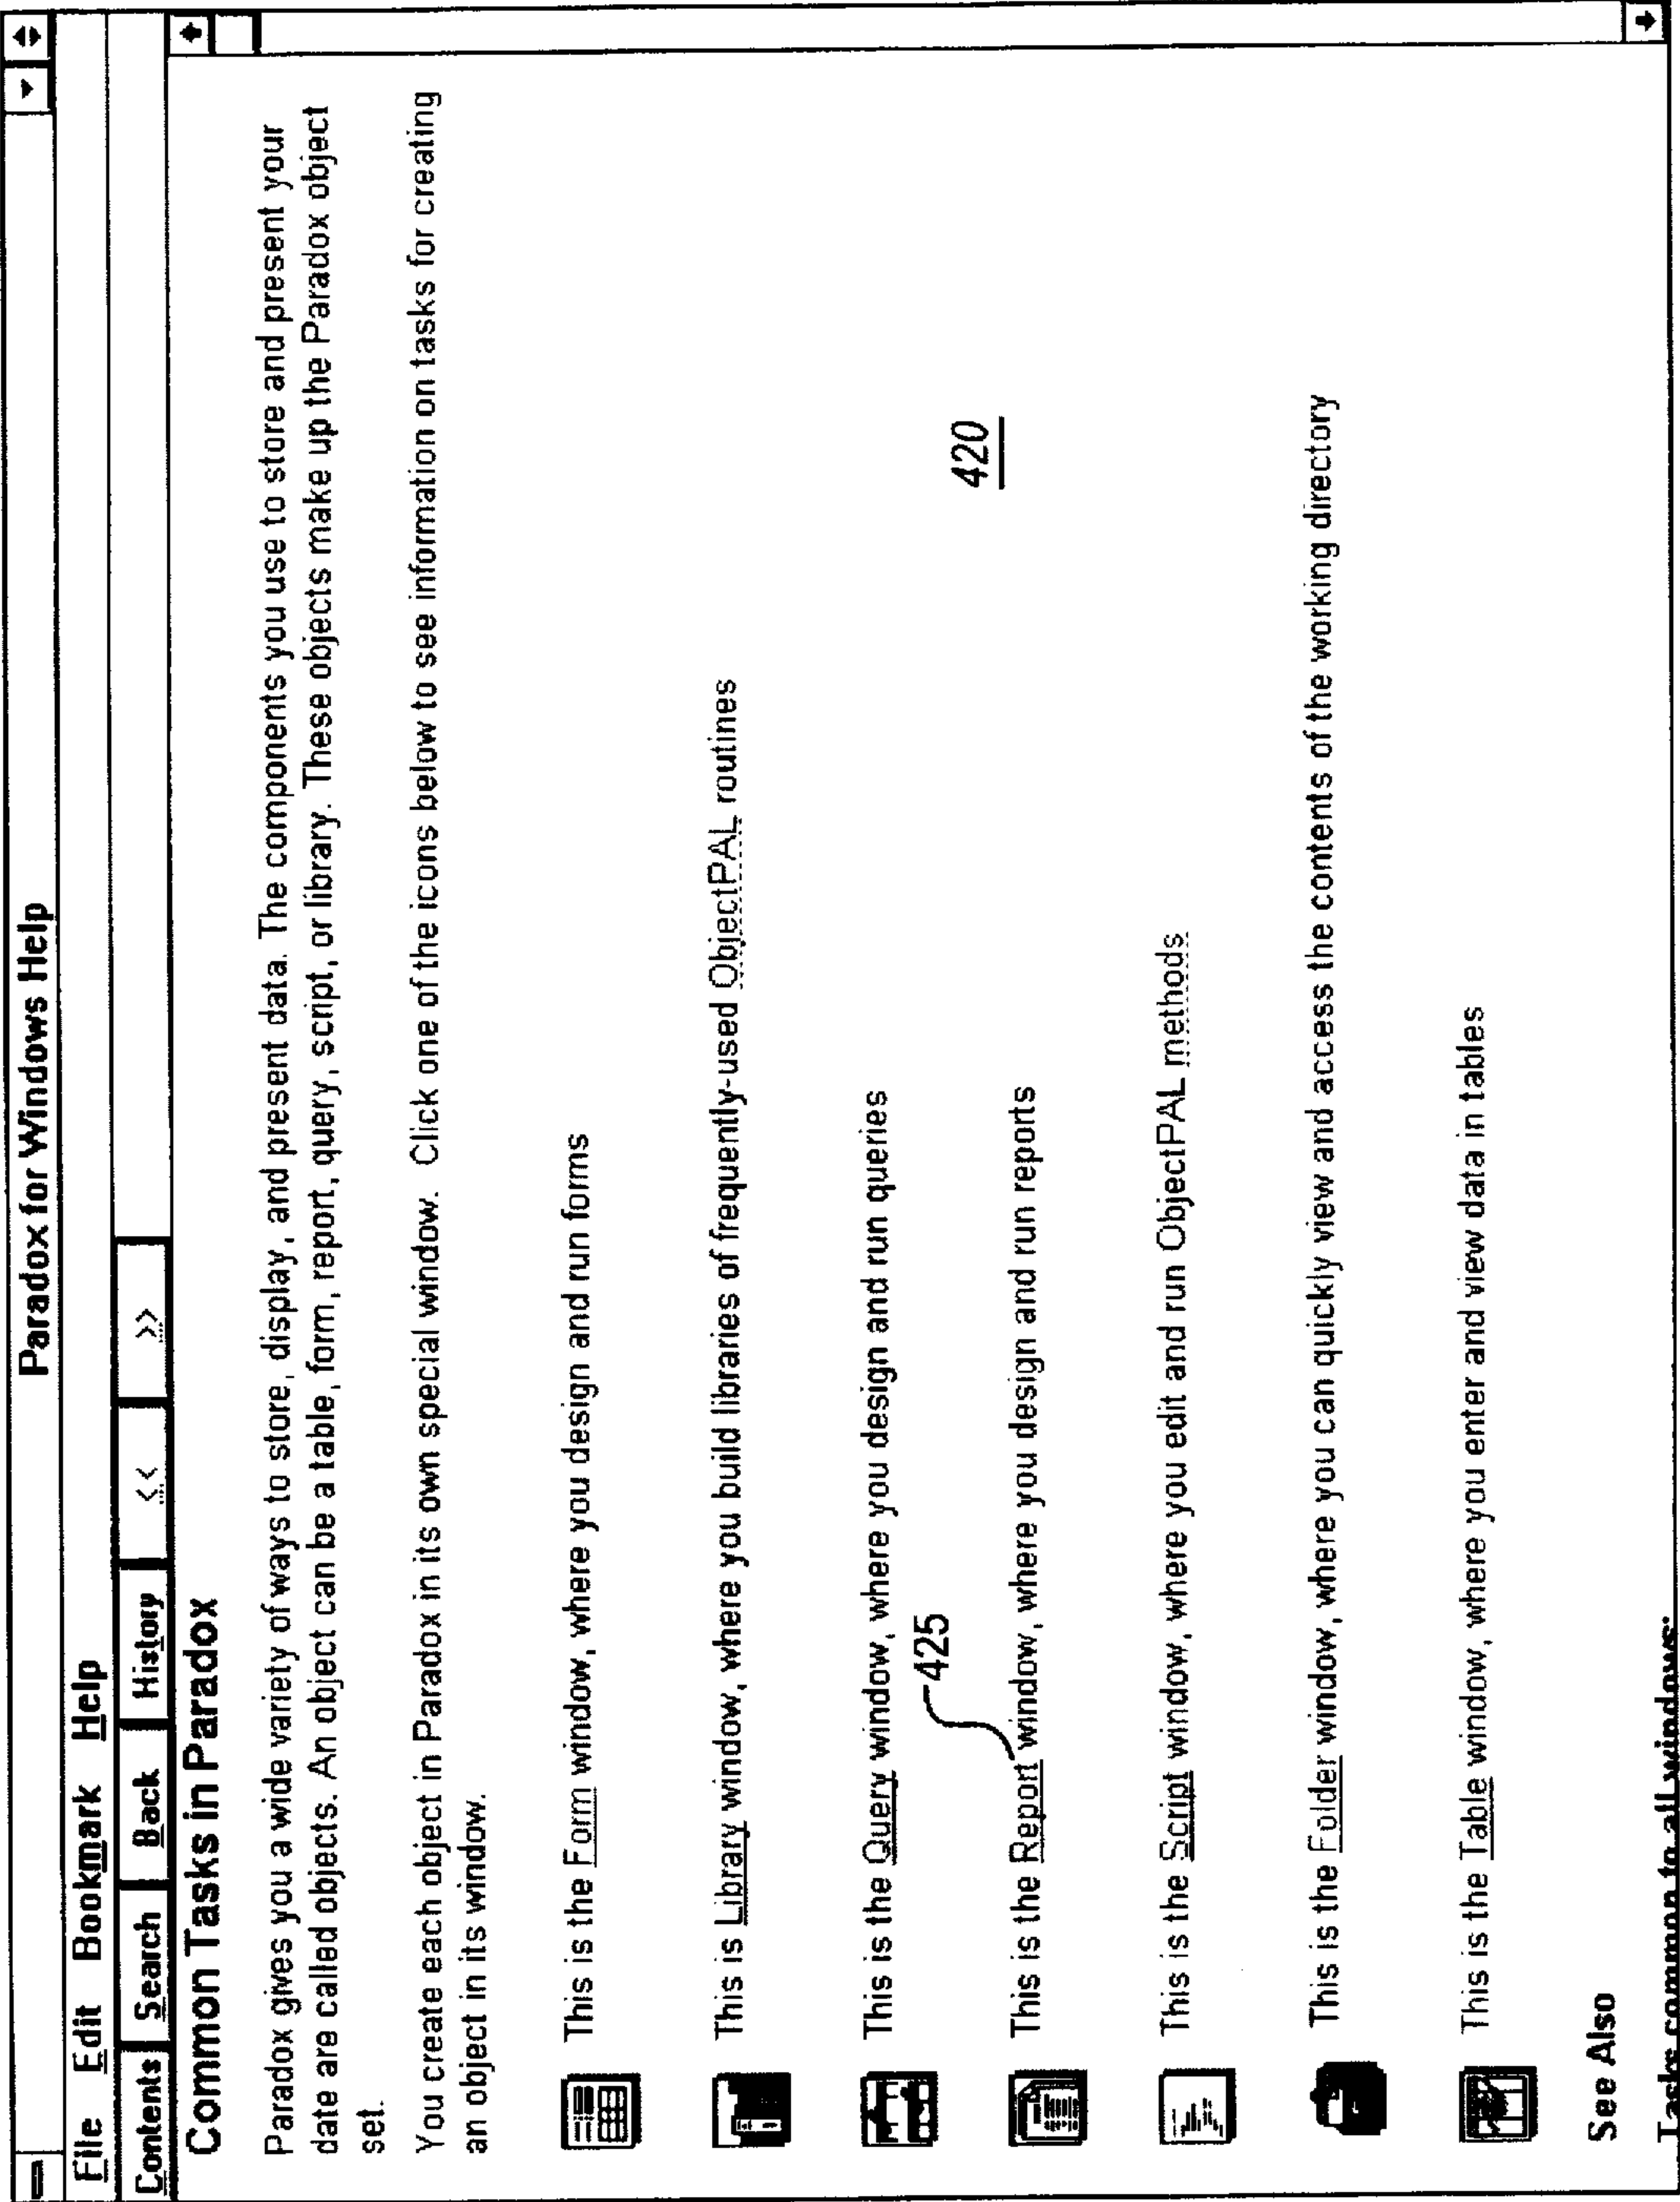 Paradox for Windows Help
File Edit Bookmark Help
Contents Search Back History << >>
Common Tasks in Paradox
Paradox gives you a wide variety of ways to store, display, and present data. The components you use to store and present your
date are called objects. An object can be a table, form, report, query, script, or library. These objects make up the Paradox object
set.
You create each object in Paradox in its own special window. Click one of the icons below to see information on tasks for creating
an object in its window.
This is the Form window, where you design and run forms
This is Library window, where you build libraries of frequently-used ObjectPAL routines
This is the Query window, where you design and run queries
425
This is the Report window, where you design and run reports
420
This is the Script window, where you edit and run ObjectPAL methods
This is the Folder window, where you can quickly view and access the contents of the working directory
This is the Table window, where you enter and view data in tables
See Also
Tasks common to all windows: